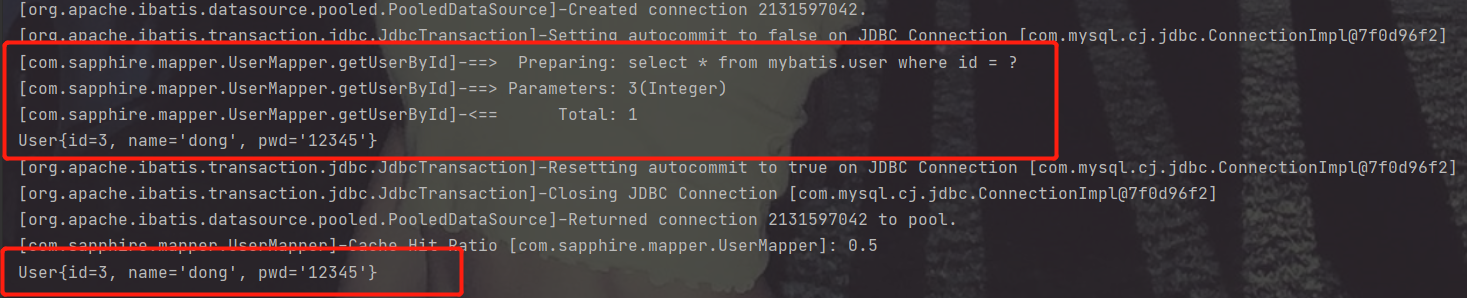 [org.apache.ibatis.datasource.pooled.PooledDataSource]-Created connection 2131597042.
[org.apache.ibatis.transaction.jdbc.JdbcTransaction]-Setting autocommit to false on JDBC Connection [com.mysql.cj.jdbc.ConnectionImpl@7f0d96f2]
[com.sapphire.mapper.UserMapper.getUserById]-==>  Preparing: select * from mybatis.user where id = ?
[com.sapphire.mapper.UserMapper.getUserById]-==> Parameters: 3(Integer)
[com.sapphire.mapper.UserMapper.getUserById]-<==      Total: 1
User{id=3, name='dong', pwd='12345'}
[org.apache.ibatis.transaction.jdbc.JdbcTransaction]-Resetting autocommit to true on JDBC Connection [com.mysql.cj.jdbc.ConnectionImpl@7f0d96f2]
[org.apache.ibatis.transaction.jdbc.JdbcTransaction]-Closing JDBC Connection [com.mysql.cj.jdbc.ConnectionImpl@7f0d96f2]
[org.apache.ibatis.datasource.pooled.PooledDataSource]-Returned connection 2131597042 to pool.
[com.sapphire.mapper.UserMapper]-Cache Hit Ratio [com.sapphire.mapper.UserMapper]: 0.5
User{id=3, name='dong', pwd='12345'}